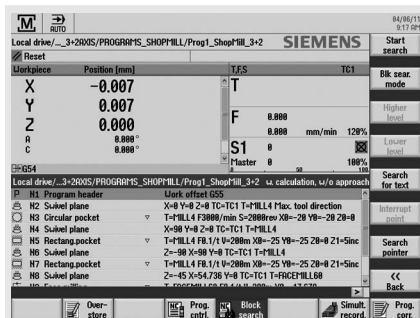 M AUTO
04/06/11
9:17 AM
Local drive/..._3+2AXIS/PROGRAMS_SHOPMILL/Prog1_ShopMill_3+2
SIEMENS
Start search
Reset
Workpiece Position [mm]
X -0.007
Y 0.007
Z 0.000
A 0.000°
C 0.000°
G54
T,F,S TC1
T
F 0.000
0.000 mm/min 120%
S1 0
Master 0 100%
0 50 100
Blk sear. mode
Higher level
Lower level
Search for text
Interrupt point
Search pointer
<< Back
Local drive/...3+2AXIS/PROGRAMS_SHOPMILL/Prog1_ShopMill_3+2 w. calculation, w/o approach
P N1 Program header Work offset G55
N2 Swivel plane X=0 Y=0 Z=0 TC=TC1 T=MILL4 Max. tool direction
N3 Circular pocket T=MILL4 F3000/min S=2000rev X0=-20 Y0=-20 Z0=0
N4 Swivel plane X=90 Y=0 Z=0 TC=TC1 T=MILL4
N5 Rectang.pocket T=MILL4 F0.1/t V=200m X0=-25 Y0=-25 Z0=0 Z1=5inc
N6 Swivel plane Z=-90 X=90 Y=0 TC=TC1 T=MILL4
N7 Rectang.pocket T=MILL4 F0.1/t V=200m X0=-25 Y0=-25 Z0=0 Z1=5inc
N8 Swivel plane Z=-45 X=54.736 Y=0 TC=TC1 T=FACEMILL60
Over-store
NC Prog. cntrl.
NC Block search
Simult. record.
NC Prog. corr.